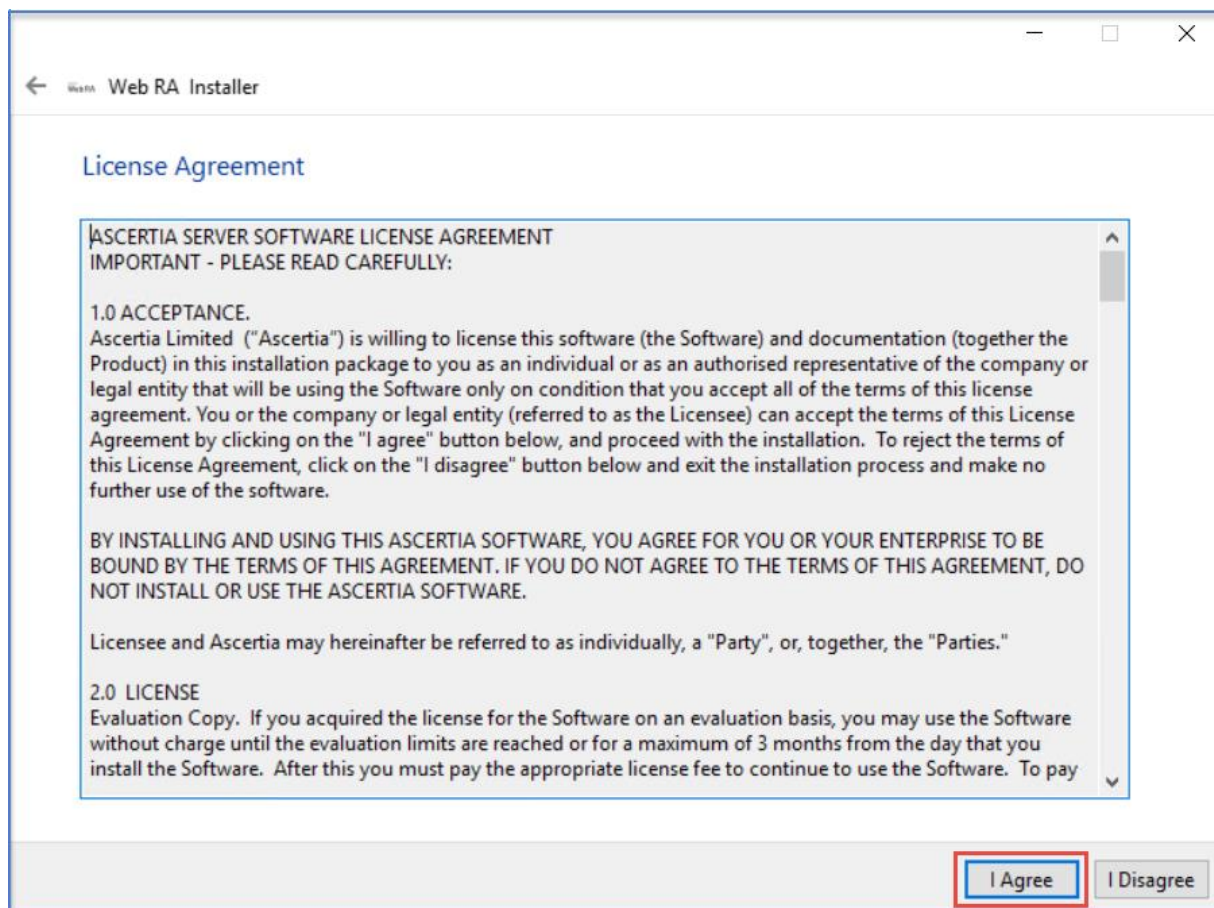 Web RA Installer
License Agreement
ASCERTIA SERVER SOFTWARE LICENSE AGREEMENT
IMPORTANT - PLEASE READ CAREFULLY:
1.0 ACCEPTANCE.
Ascertia Limited  ("Ascertia") is willing to license this software (the Software) and documentation (together the
Product) in this installation package to you as an individual or as an authorised representative of the company or
legal entity that will be using the Software only on condition that you accept all of the terms of this license
agreement. You or the company or legal entity (referred to as the Licensee) can accept the terms of this License
Agreement by clicking on the "I agree" button below, and proceed with the installation.  To reject the terms of
this License Agreement, click on the "I disagree" button below and exit the installation process and make no
further use of the software.
BY INSTALLING AND USING THIS ASCERTIA SOFTWARE, YOU AGREE FOR YOU OR YOUR ENTERPRISE TO BE
BOUND BY THE TERMS OF THIS AGREEMENT. IF YOU DO NOT AGREE TO THE TERMS OF THIS AGREEMENT, DO
NOT INSTALL OR USE THE ASCERTIA SOFTWARE.
Licensee and Ascertia may hereinafter be referred to as individually, a "Party", or, together, the "Parties."
2.0  LICENSE
Evaluation Copy.  If you acquired the license for the Software on an evaluation basis, you may use the Software
without charge until the evaluation limits are reached or for a maximum of 3 months from the day that you
install the Software.  After this you must pay the appropriate license fee to continue to use the Software.  To pay
I Agree
I Disagree